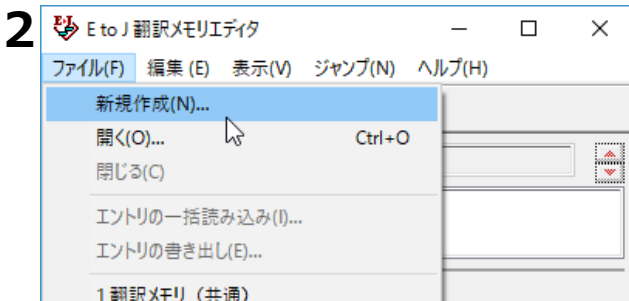 2
E to J 翻訳メモリエディタ
ファイル(F) 編集(E) 表示(V) ジャンプ(N) ヘルプ(H)
新規作成(N)...
開く(O)... Ctrl+O
閉じる(C)
エントリの一括読み込み(I)...
エントリの書き出し(E)...
1 翻訳メモリ（共通）